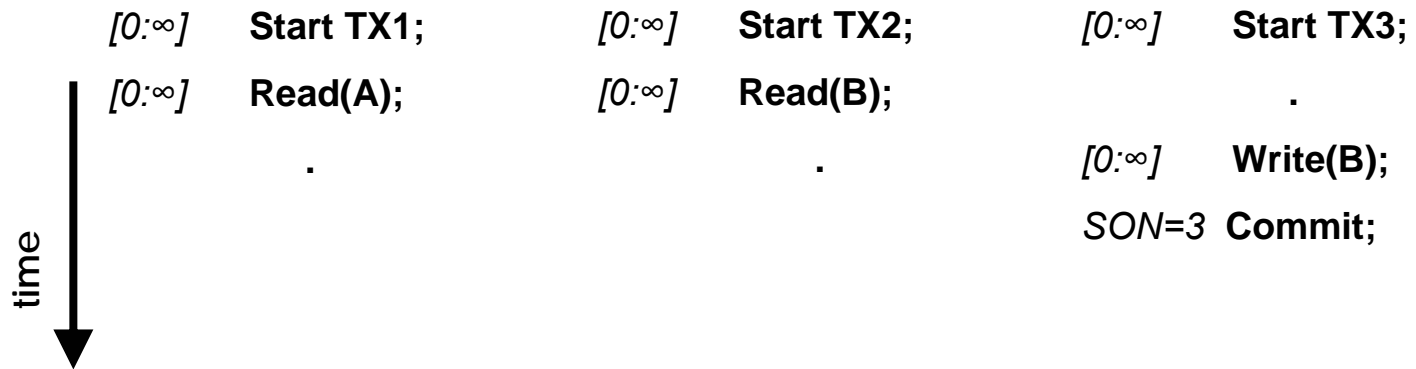 [0:∞] Start TX1; [0:∞] Start TX2; [0:∞] Start TX3;
[0:∞] Read(A); [0:∞] Read(B); .
. . [0:∞] Write(B);
SON=3 Commit;
time